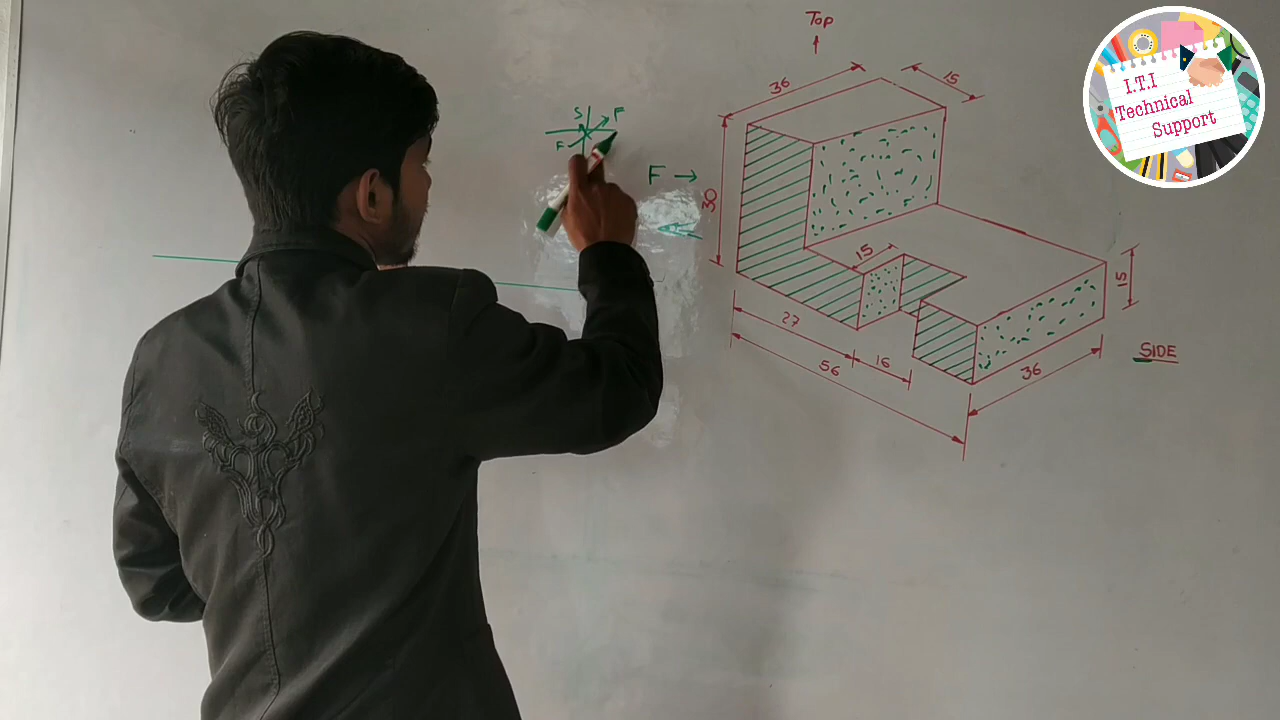 Top
↑
36
15
S
F
F
F →
30
15
15
27
16
56
36
SIDE
I.T.I
Technical
Support